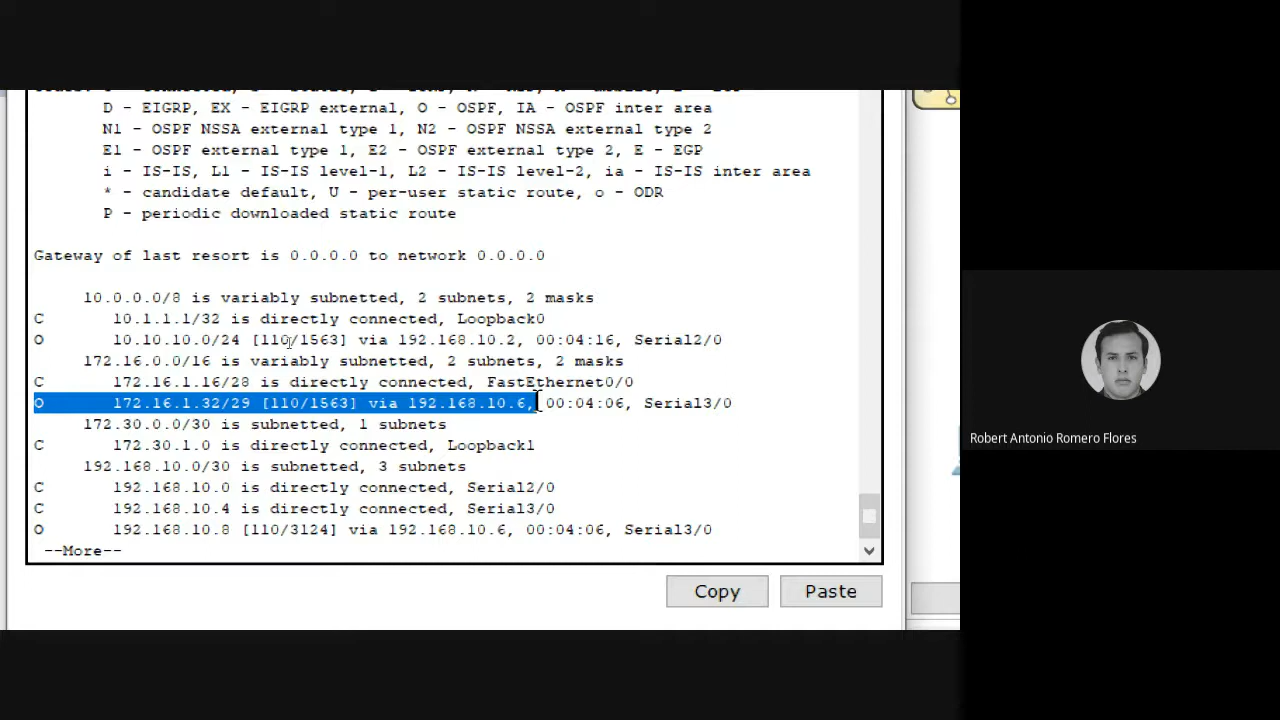 D - EIGRP, EX - EIGRP external, O - OSPF, IA - OSPF inter area
N1 - OSPF NSSA external type 1, N2 - OSPF NSSA external type 2
E1 - OSPF external type 1, E2 - OSPF external type 2, E - EGP
i - IS-IS, L1 - IS-IS level-1, L2 - IS-IS level-2, ia - IS-IS inter area
* - candidate default, U - per-user static route, o - ODR
P - periodic downloaded static route
Gateway of last resort is 0.0.0.0 to network 0.0.0.0
10.0.0.0/8 is variably subnetted, 2 subnets, 2 masks
C 10.1.1.1/32 is directly connected, Loopback0
O 10.10.10.0/24 [110/1563] via 192.168.10.2, 00:04:16, Serial2/0
172.16.0.0/16 is variably subnetted, 2 subnets, 2 masks
C 172.16.1.16/28 is directly connected, FastEthernet0/0
O 172.16.1.32/29 [110/1563] via 192.168.10.6, 00:04:06, Serial3/0
172.30.0.0/30 is subnetted, 1 subnets
C 172.30.1.0 is directly connected, Loopback1
192.168.10.0/30 is subnetted, 3 subnets
C 192.168.10.0 is directly connected, Serial2/0
C 192.168.10.4 is directly connected, Serial3/0
O 192.168.10.8 [110/3124] via 192.168.10.6, 00:04:06, Serial3/0
--More--
Copy Paste
Robert Antonio Romero Flores